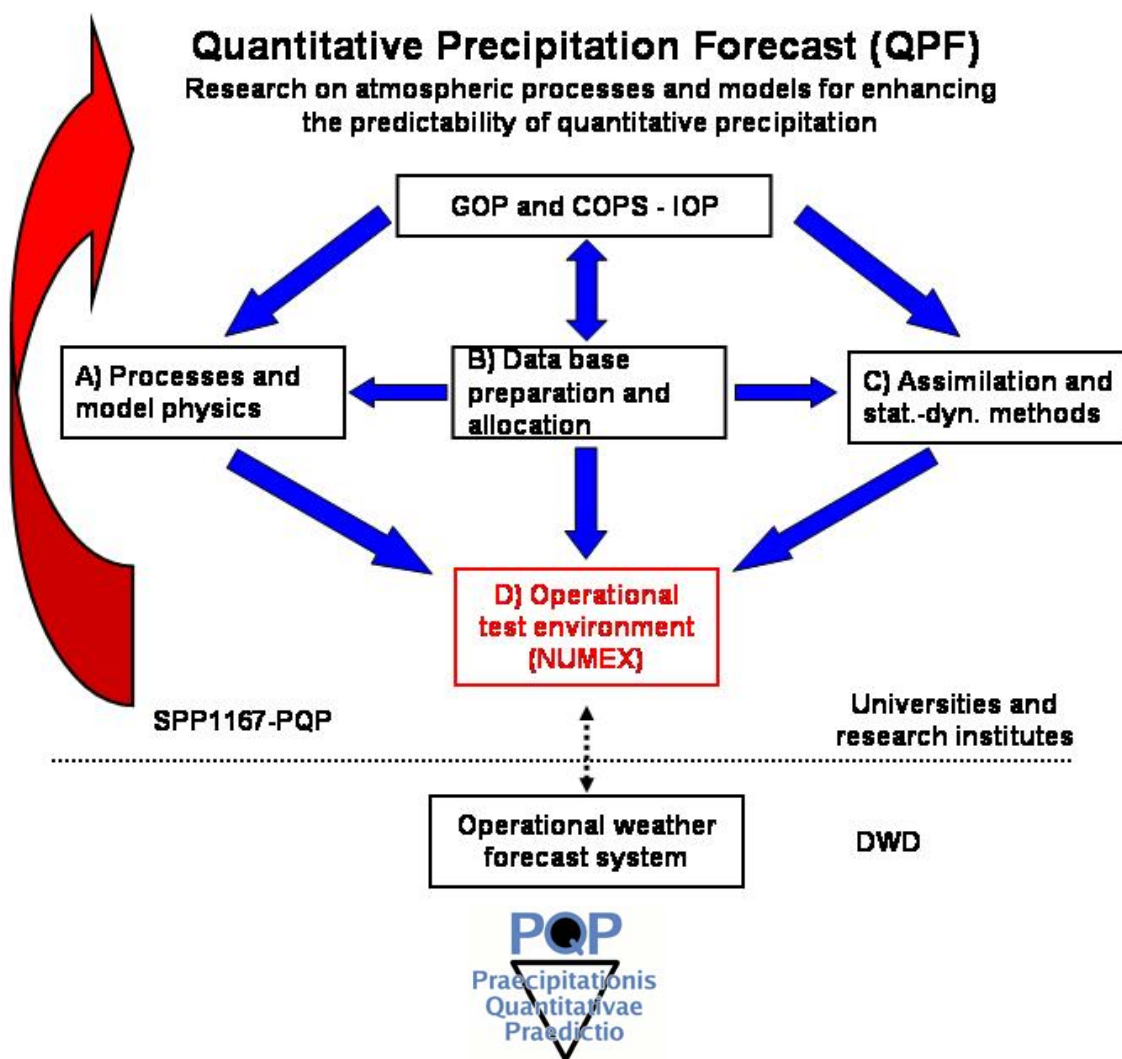 Quantitative Precipitation Forecast (QPF)
Research on atmospheric processes and models for enhancing
the predictability of quantitative precipitation
GOP and COPS - IOP
A) Processes and
model physics
B) Data base
preparation and
allocation
C) Assimilation and
stat.-dyn. methods
D) Operational
test environment
(NUMEX)
SPP1167-PQP
Universities and
research institutes
Operational weather
forecast system
DWD
PQP
Praecipitationis
Quantitativae
Praedictio